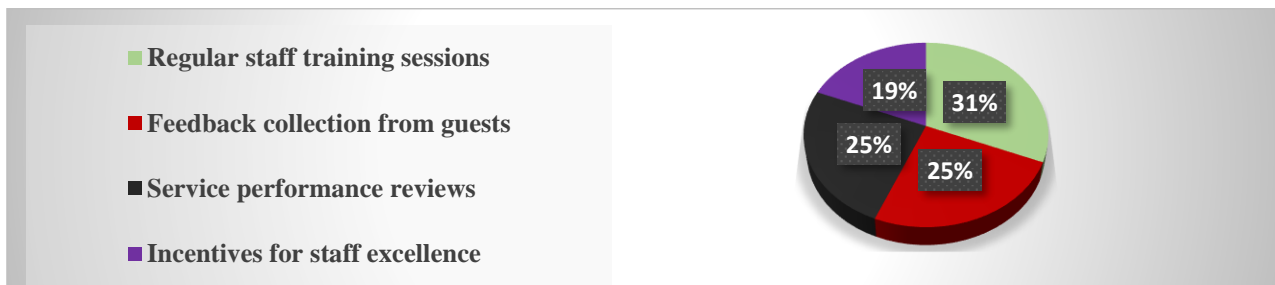 Regular staff training sessions
Feedback collection from guests
Service performance reviews
Incentives for staff excellence
19%
31%
25%
25%